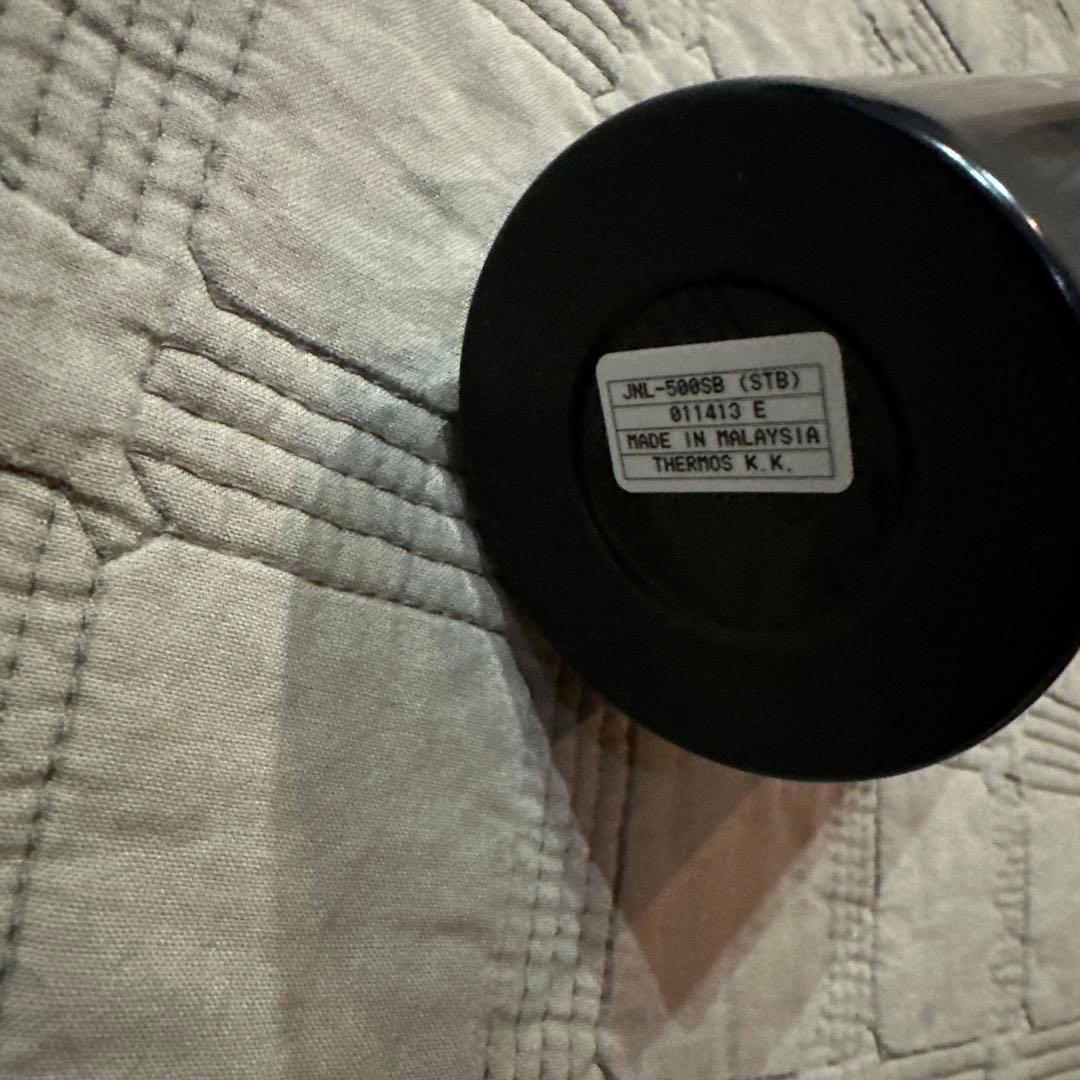 JNL-500SB (STB)
011413 E
MADE IN MALAYSIA
THERMOS K.K.